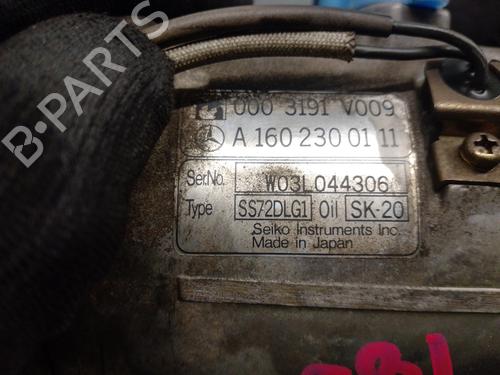 000 3191 V009
A 160 230 01 11
Ser.No. W03L044306
Type SS72DLG1 Oil SK-20
Seiko Instruments Inc.
Made in Japan